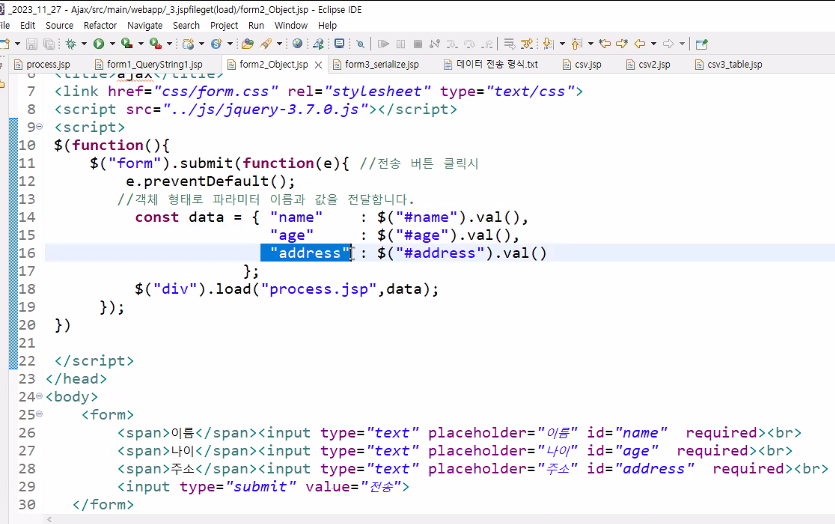 _2023_11_27 - Ajax/src/main/webapp/_3.jspfileget(load)/form2_Object.jsp - Eclipse IDE
File Edit Source Refactor Navigate Search Project Run Window Help
process.jsp form1_QueryString1.jsp form2_Object.jsp form3_serialize.jsp 데이터 전송 형식.txt csv.jsp csv2.jsp csv3_table.jsp
6 <title>ajax</title>
7 <link href="css/form.css" rel="stylesheet" type="text/css">
8 <script src="../js/jquery-3.7.0.js"></script>
9 <script>
10 $(function(){
11 $("form").submit(function(e){ //전송 버튼 클릭시
12 e.preventDefault();
13 //객체 형태로 파라미터 이름과 값을 전달합니다.
14 const data = { "name" : $("#name").val(),
15 "age" : $("#age").val(),
16 "address" : $("#address").val()
17 };
18 $("div").load("process.jsp",data);
19 });
20 })
21
22 </script>
23 </head>
24 <body>
25 <form>
26 <span>이름</span><input type="text" placeholder="이름" id="name" required><br>
27 <span>나이</span><input type="text" placeholder="나이" id="age" required><br>
28 <span>주소</span><input type="text" placeholder="주소" id="address" required><br>
29 <input type="submit" value="전송">
30 </form>